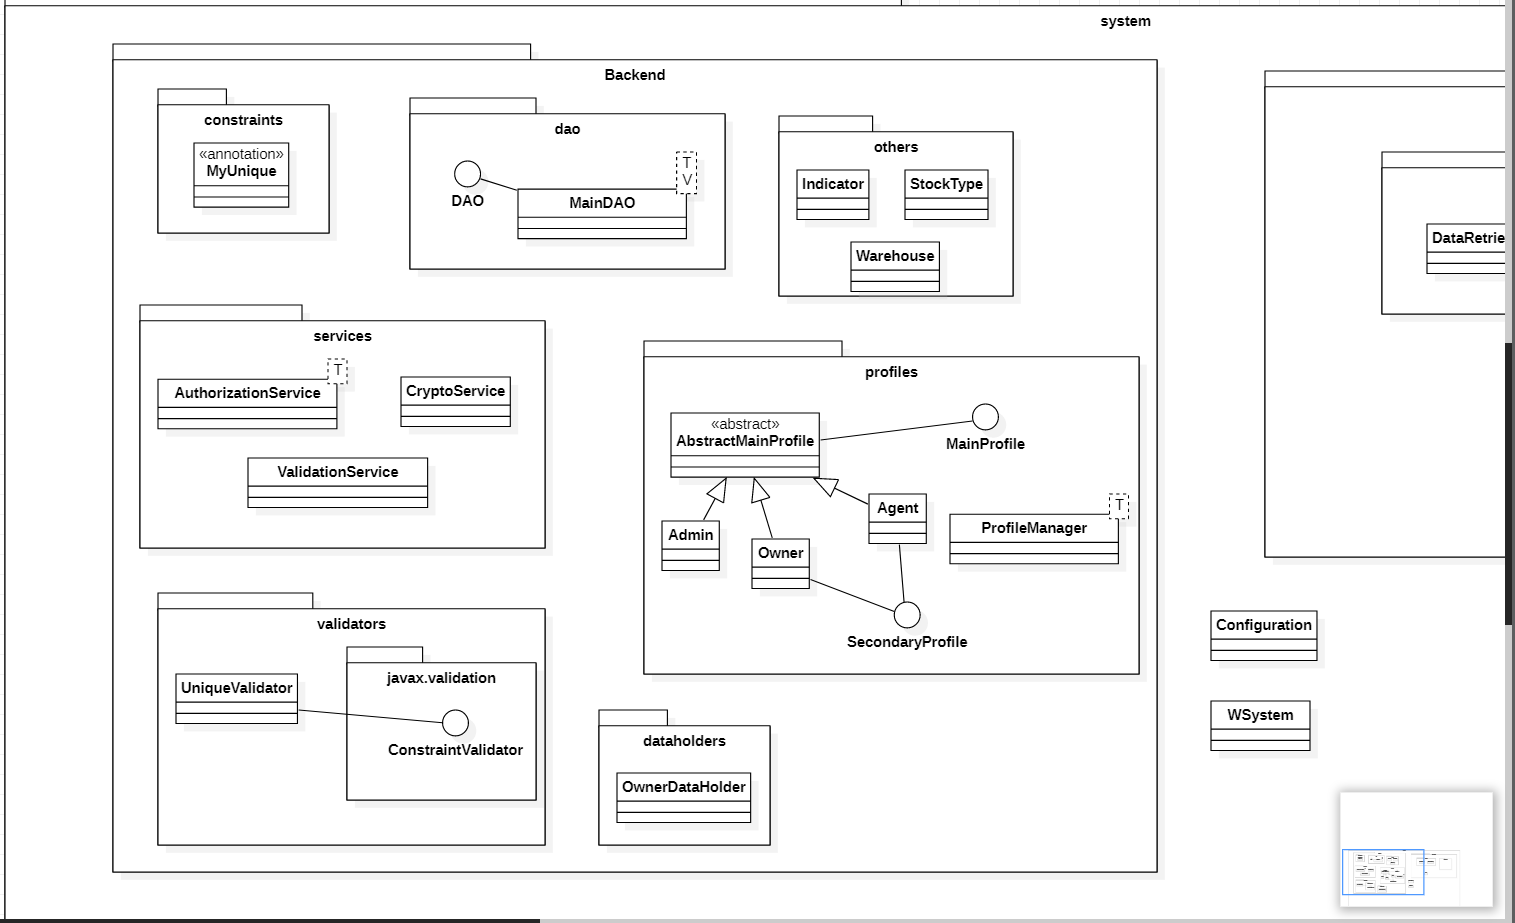 system
Backend
constraints
«annotation»
MyUnique
dao
T
V
DAO
MainDAO
others
Indicator
StockType
Warehouse
DataRetrie
services
T
AuthorizationService
CryptoService
ValidationService
profiles
«abstract»
AbstractMainProfile
MainProfile
Agent
T
ProfileManager
Admin
Owner
SecondaryProfile
validators
javax.validation
UniqueValidator
ConstraintValidator
dataholders
OwnerDataHolder
Configuration
WSystem